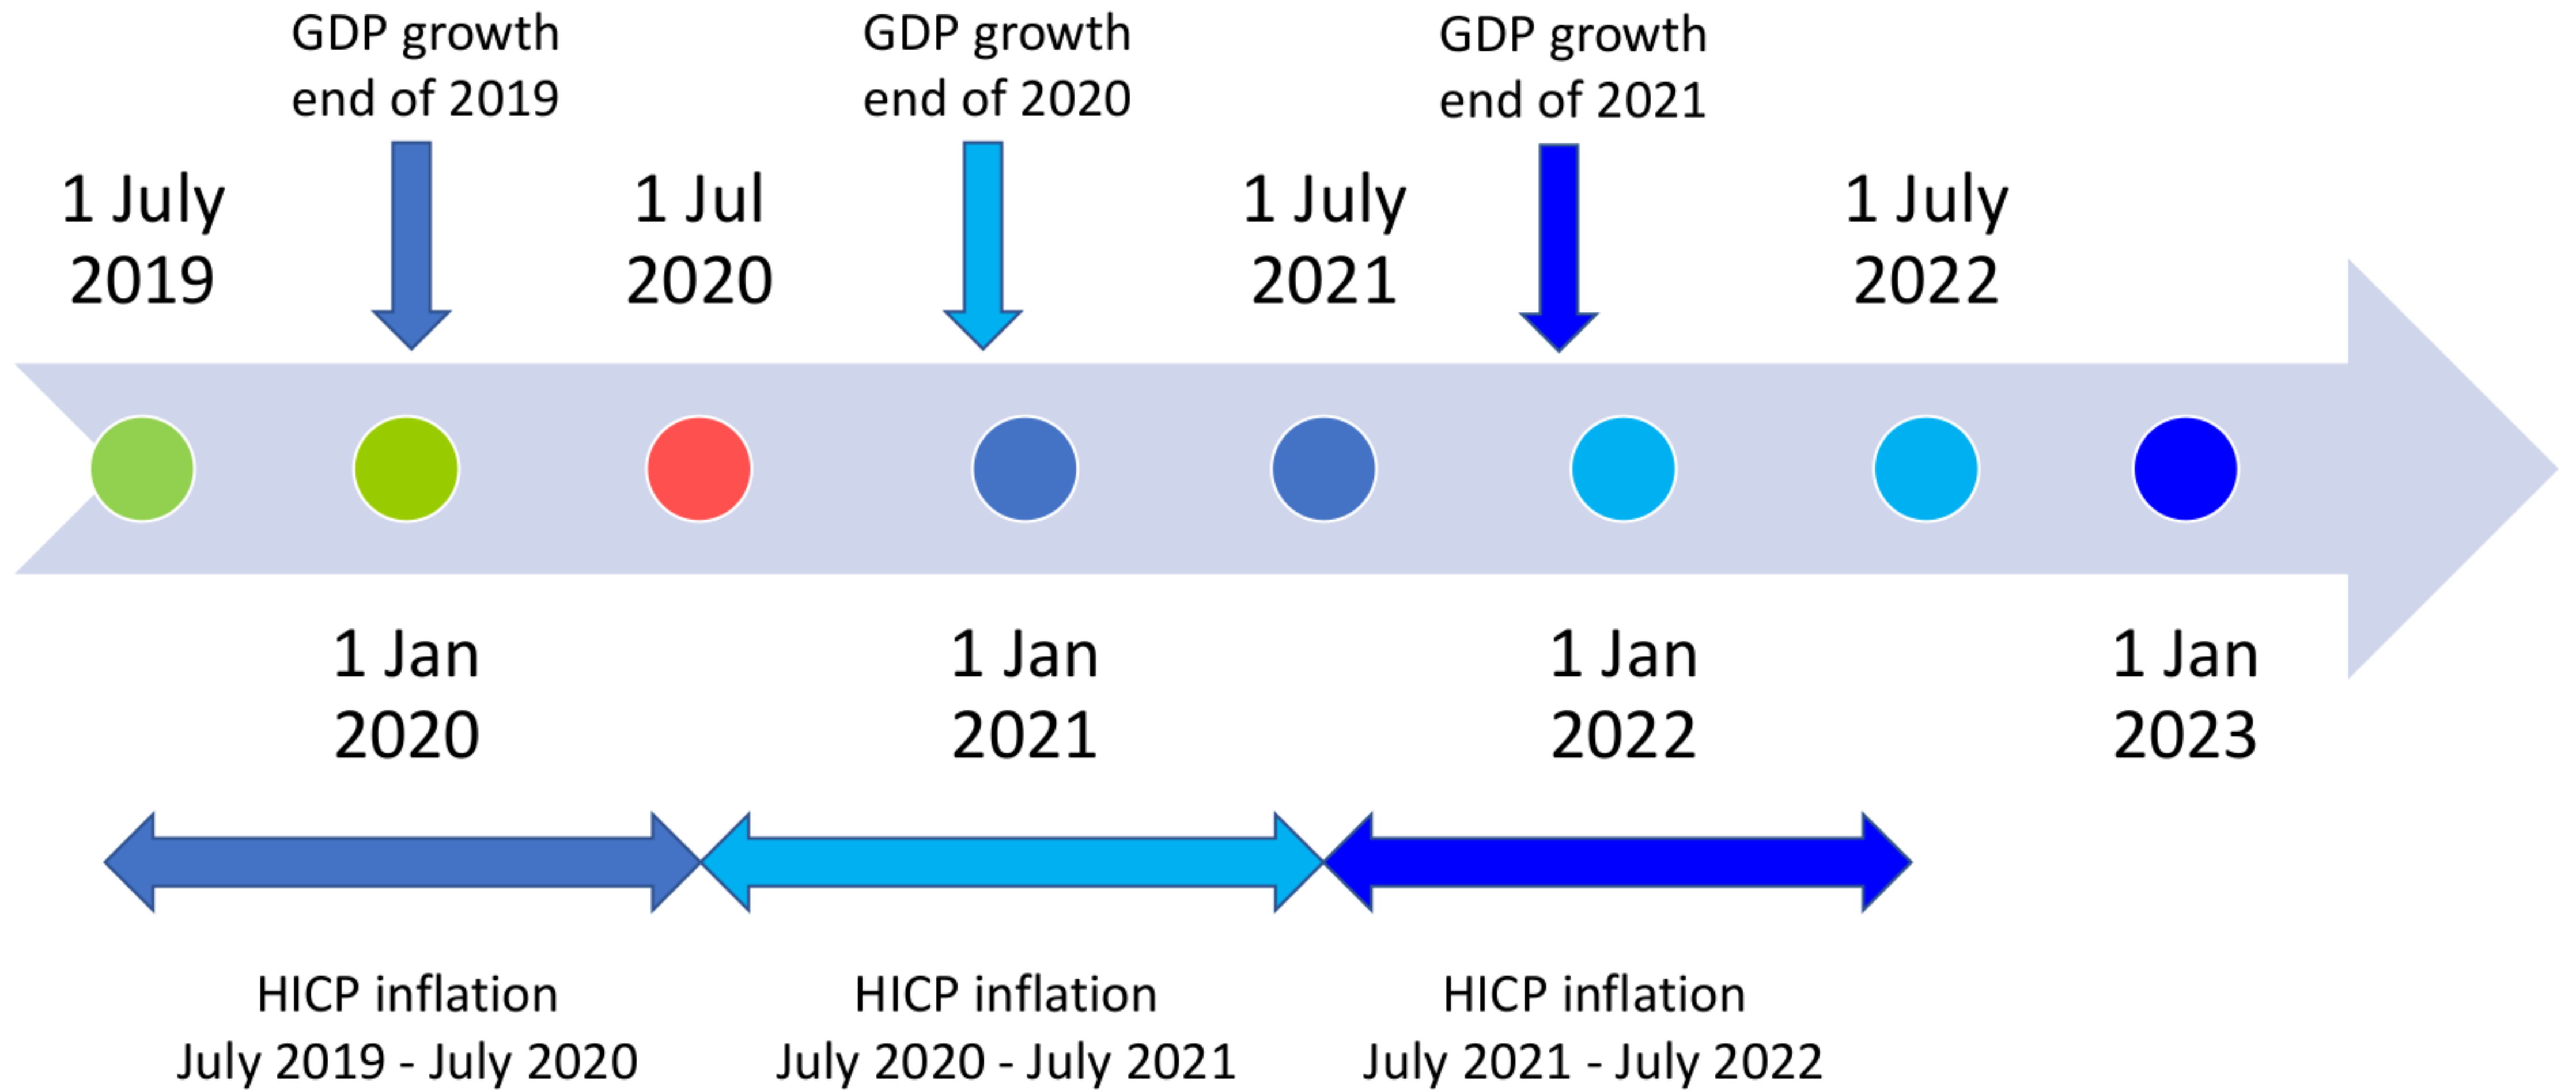 GDP growth
end of 2019
GDP growth
end of 2020
GDP growth
end of 2021
1 July
2019
1 Jul
2020
1 July
2021
1 July
2022
1 Jan
2020
1 Jan
2021
1 Jan
2022
1 Jan
2023
HICP inflation
July 2019 - July 2020
HICP inflation
July 2020 - July 2021
HICP inflation
July 2021 - July 2022